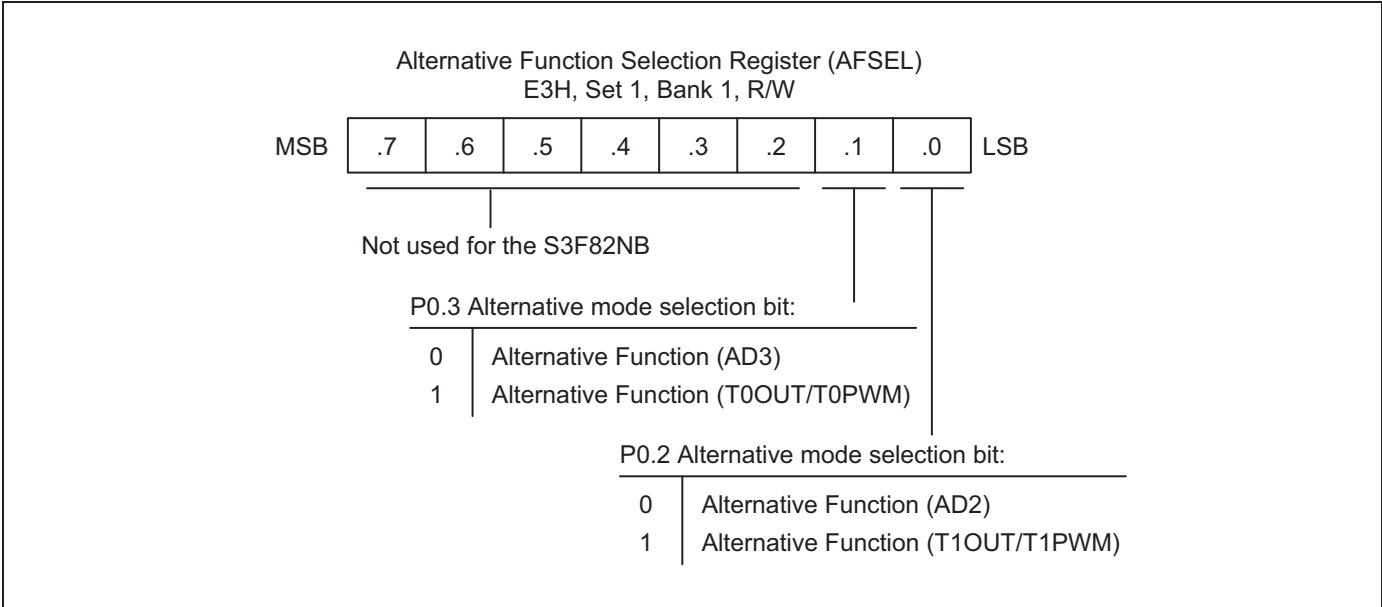 Alternative Function Selection Register (AFSEL)
E3H, Set 1, Bank 1, R/W
MSB .7 .6 .5 .4 .3 .2 .1 .0 LSB
Not used for the S3F82NB
P0.3 Alternative mode selection bit:
0 Alternative Function (AD3)
1 Alternative Function (T0OUT/T0PWM)
P0.2 Alternative mode selection bit:
0 Alternative Function (AD2)
1 Alternative Function (T1OUT/T1PWM)